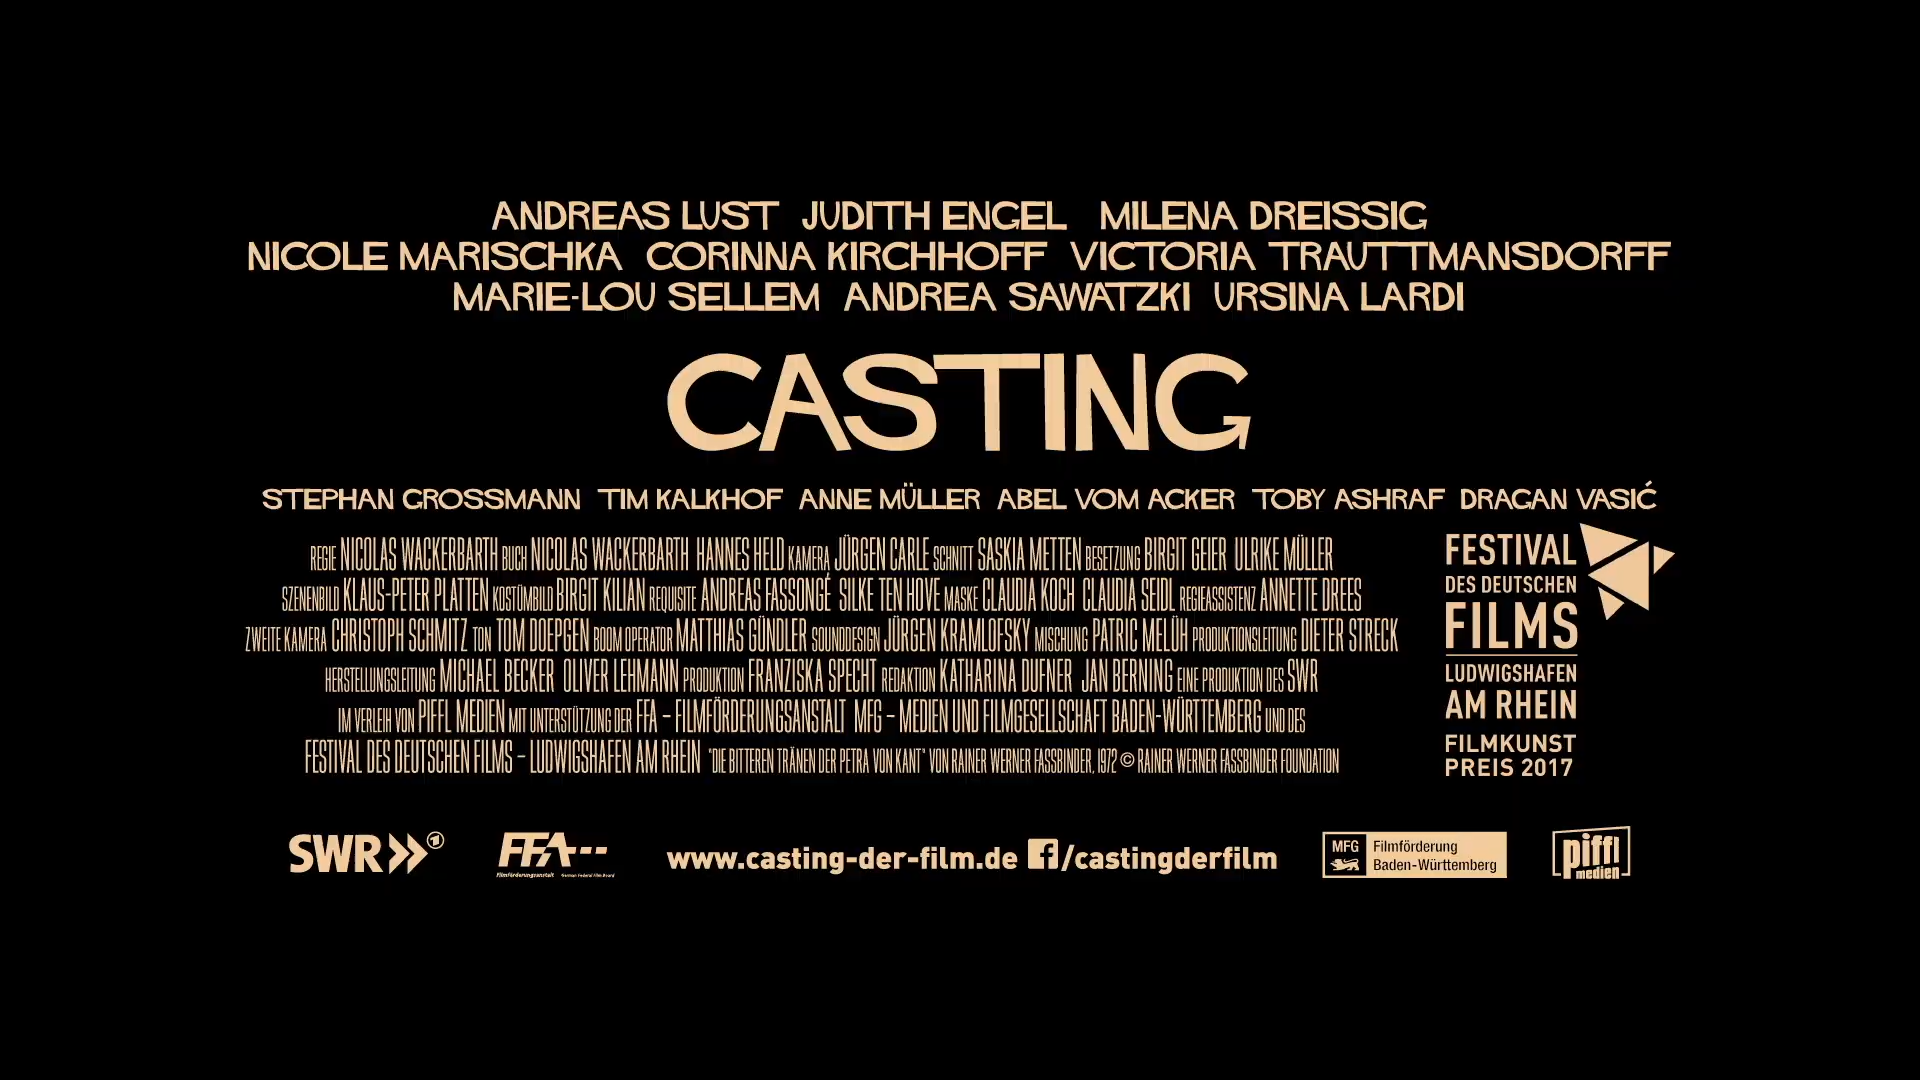 ANDREAS LUST JUDITH ENGEL MILENA DREISSIG
NICOLE MARISCHKA CORINNA KIRCHHOFF VICTORIA TRAUTTMANSDORFF
MARIE-LOU SELLEM ANDREA SAWATZKI URSINA LARDI
CASTING
STEPHAN GROSSMANN TIM KALKHOF ANNE MÜLLER ABEL VOM ACKER TOBY ASHRAF DRAGAN VASIĆ
REGIE NICOLAS WACKERBARTH BUCH NICOLAS WACKERBARTH HANNES HELD KAMERA JÜRGEN CARLE SCHNITT SASKIA METTEN BESETZUNG BIRGIT GEIER ULRIKE MÜLLER
SZENENBILD KLAUS-PETER PLATTEN KOSTÜMBILD BIRGIT KILIAN REQUISITE ANDREAS FASSONGÉ SILKE TEN HOVE MASKE CLAUDIA KOCH CLAUDIA SEIDL REGIEASSISTENZ ANNETTE DREES
ZWEITE KAMERA CHRISTOPH SCHMITZ TON TOM DOEPGEN BOOM OPERATOR MATTHIAS GÜNDLER SOUNDDESIGN JÜRGEN KRAMLOFSKY MISCHUNG PATRIC MELÜH PRODUKTIONSLEITUNG DIETER STRECK
HERSTELLUNGSLEITUNG MICHAEL BECKER OLIVER LEHMANN PRODUKTION FRANZISKA SPECHT REDAKTION KATHARINA DUFNER JAN BERNING EINE PRODUKTION DES SWR
IM VERLEIH VON PIFFL MEDIEN MIT UNTERSTÜTZUNG DER FFA – FILMFÖRDERUNGSANSTALT MFG – MEDIEN UND FILMGESELLSCHAFT BADEN-WÜRTTEMBERG UND DES
FESTIVAL DES DEUTSCHEN FILMS – LUDWIGSHAFEN AM RHEIN "DIE BITTEREN TRÄNEN DER PETRA VON KANT" VON RAINER WERNER FASSBINDER, 1972 © RAINER WERNER FASSBINDER FOUNDATION
FESTIVAL
DES DEUTSCHEN
FILMS
LUDWIGSHAFEN
AM RHEIN
FILMKUNST
PREIS 2017
SWR
FFA
Filmförderungsanstalt German Federal Film Board
www.casting-der-film.de f/castingderfilm
MFG Filmförderung
Baden-Württemberg
piffl
medien